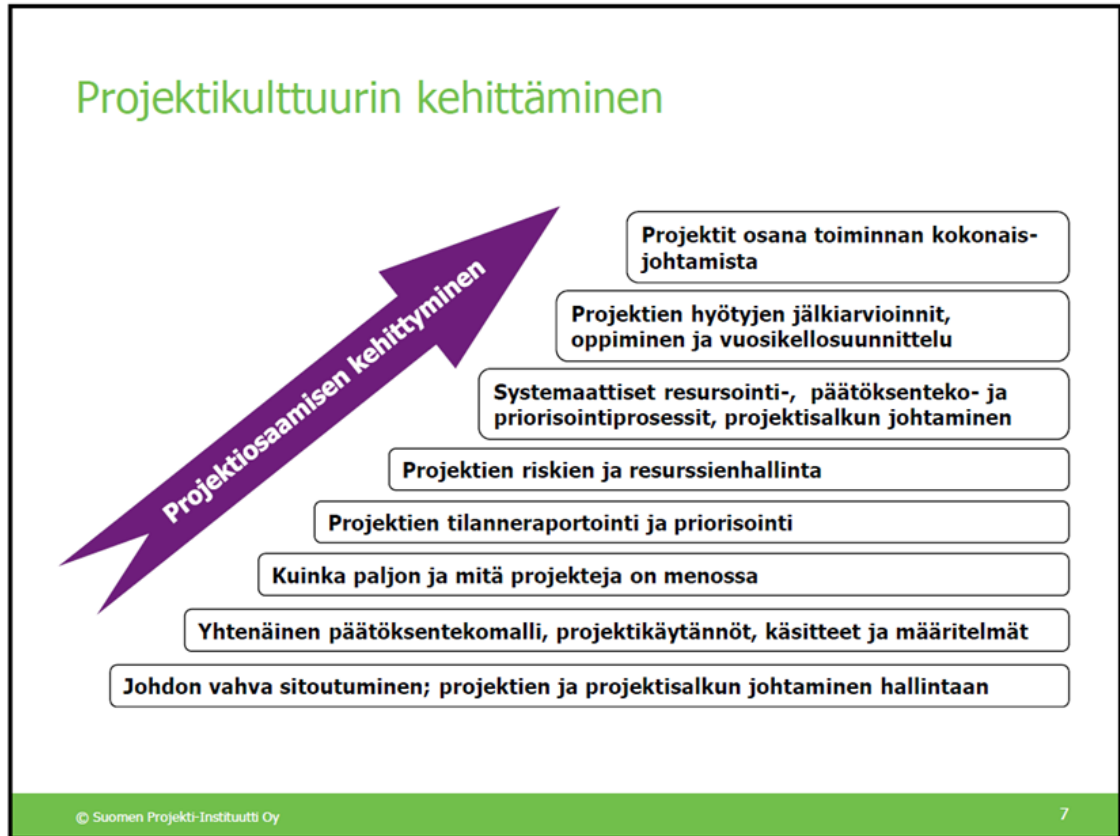 Projektikulttuurin kehittäminen
Projektiosaamisen kehittyminen
Projektit osana toiminnan kokonais-
johtamista
Projektien hyötyjen jälkiarvioinnit,
oppiminen ja vuosikellosuunnittelu
Systemaattiset resursointi-, päätöksenteko- ja
priorisointiprosessit, projektisalkun johtaminen
Projektien riskien ja resurssienhallinta
Projektien tilanneraportointi ja priorisointi
Kuinka paljon ja mitä projekteja on menossa
Yhtenäinen päätöksentekomalli, projektikäytännöt, käsitteet ja määritelmät
Johdon vahva sitoutuminen; projektien ja projektisalkun johtaminen hallintaan
© Suomen Projekti-Instituutti Oy
7